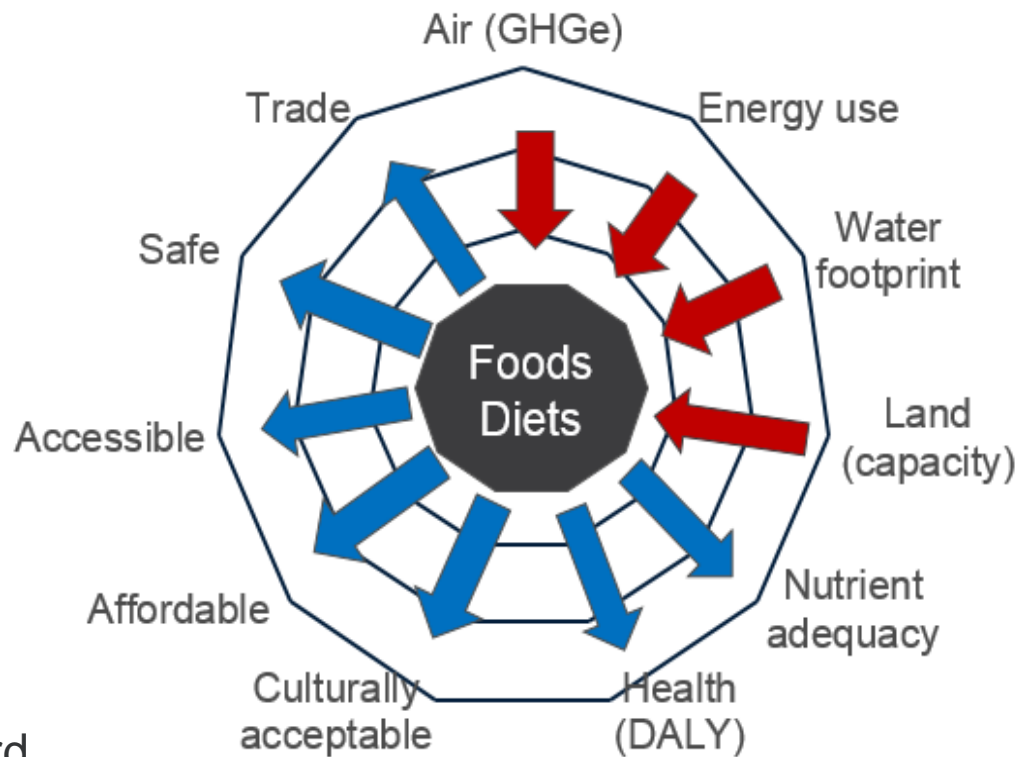 Air (GHGe)
Trade
Energy use
Safe
Water
footprint
Foods
Diets
Accessible
Land
(capacity)
Affordable
Nutrient
adequacy
Culturally
acceptable
Health
(DALY)